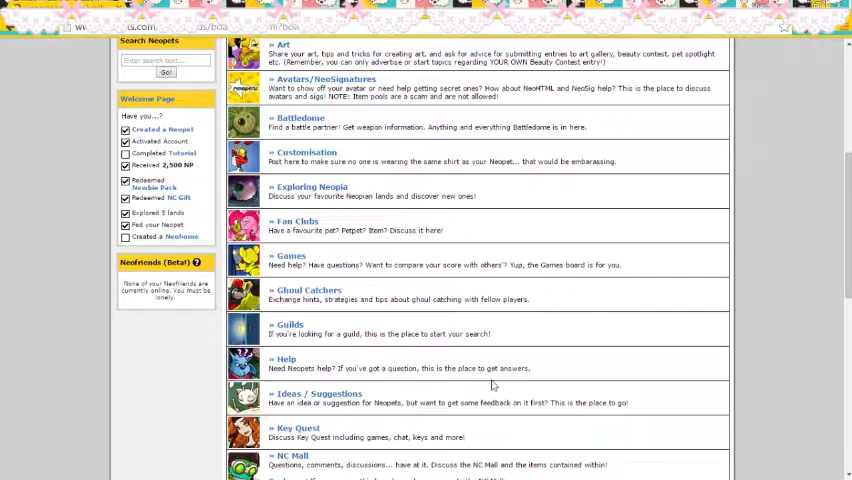 Search Neopets
Enter search text...
Go!
Welcome Page
Have you...?
Created a Neopet
Activated Account
Completed Tutorial
Received 2,500 NP
Redeemed
Newbie Pack
Redeemed NC Gift
Explored 5 lands
Fed your Neopet
Created a Neohome
Neofriends (Beta!)
None of your Neofriends
are currently online. You must be
lonely.
» Art
Share your art, tips and tricks for creating art, and ask for advice for submitting entries to art gallery, beauty contest, pet spotlight
etc. (Remember, you can only advertise or start topics regarding YOUR OWN Beauty Contest entry!)
» Avatars/NeoSignatures
Want to show off your avatar or need help getting secret ones? How about NeoHTML and NeoSig help? This is the place to discuss
avatars and sigs! NOTE: Item pools are a scam and are not allowed!
» Battledome
Find a battle partner! Get weapon information. Anything and everything Battledome is in here.
» Customisation
Post here to make sure no one is wearing the same shirt as your Neopet... that would be embarassing.
» Exploring Neopia
Discuss your favourite Neopian lands and discover new ones!
» Fan Clubs
Have a favourite pet? Petpet? Item? Discuss it here!
» Games
Need help? Have questions? Want to compare your score with others'? Yup, the Games board is for you.
» Ghoul Catchers
Exchange hints, strategies and tips about ghoul catching with fellow players.
» Guilds
If you're looking for a guild, this is the place to start your search!
» Help
Need Neopets help? If you've got a question, this is the place to get answers.
» Ideas / Suggestions
Have an idea or suggestion for Neopets, but want to get some feedback on it first? This is the place to go!
» Key Quest
Discuss Key Quest including games, chat, keys and more!
» NC Mall
Questions, comments, discussions... have at it. Discuss the NC Mall and the items contained within!